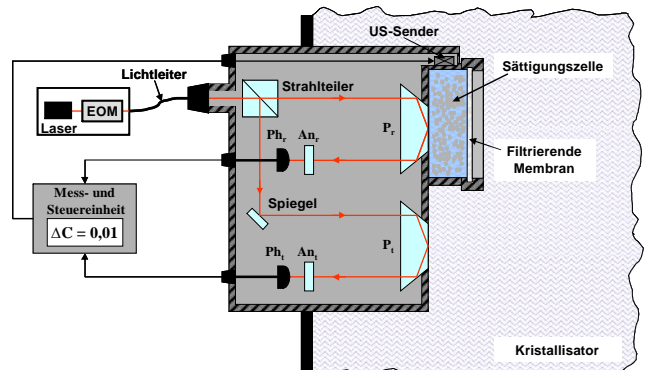 US-Sender
Lichtleiter
Strahlteiler
Sättigungszelle
Laser
EOM
Ph_r
An_r
P_r
Filtrierende
Membran
Mess- und
Steuereinheit
ΔC = 0,01
Spiegel
Ph_t
An_t
P_t
Kristallisator